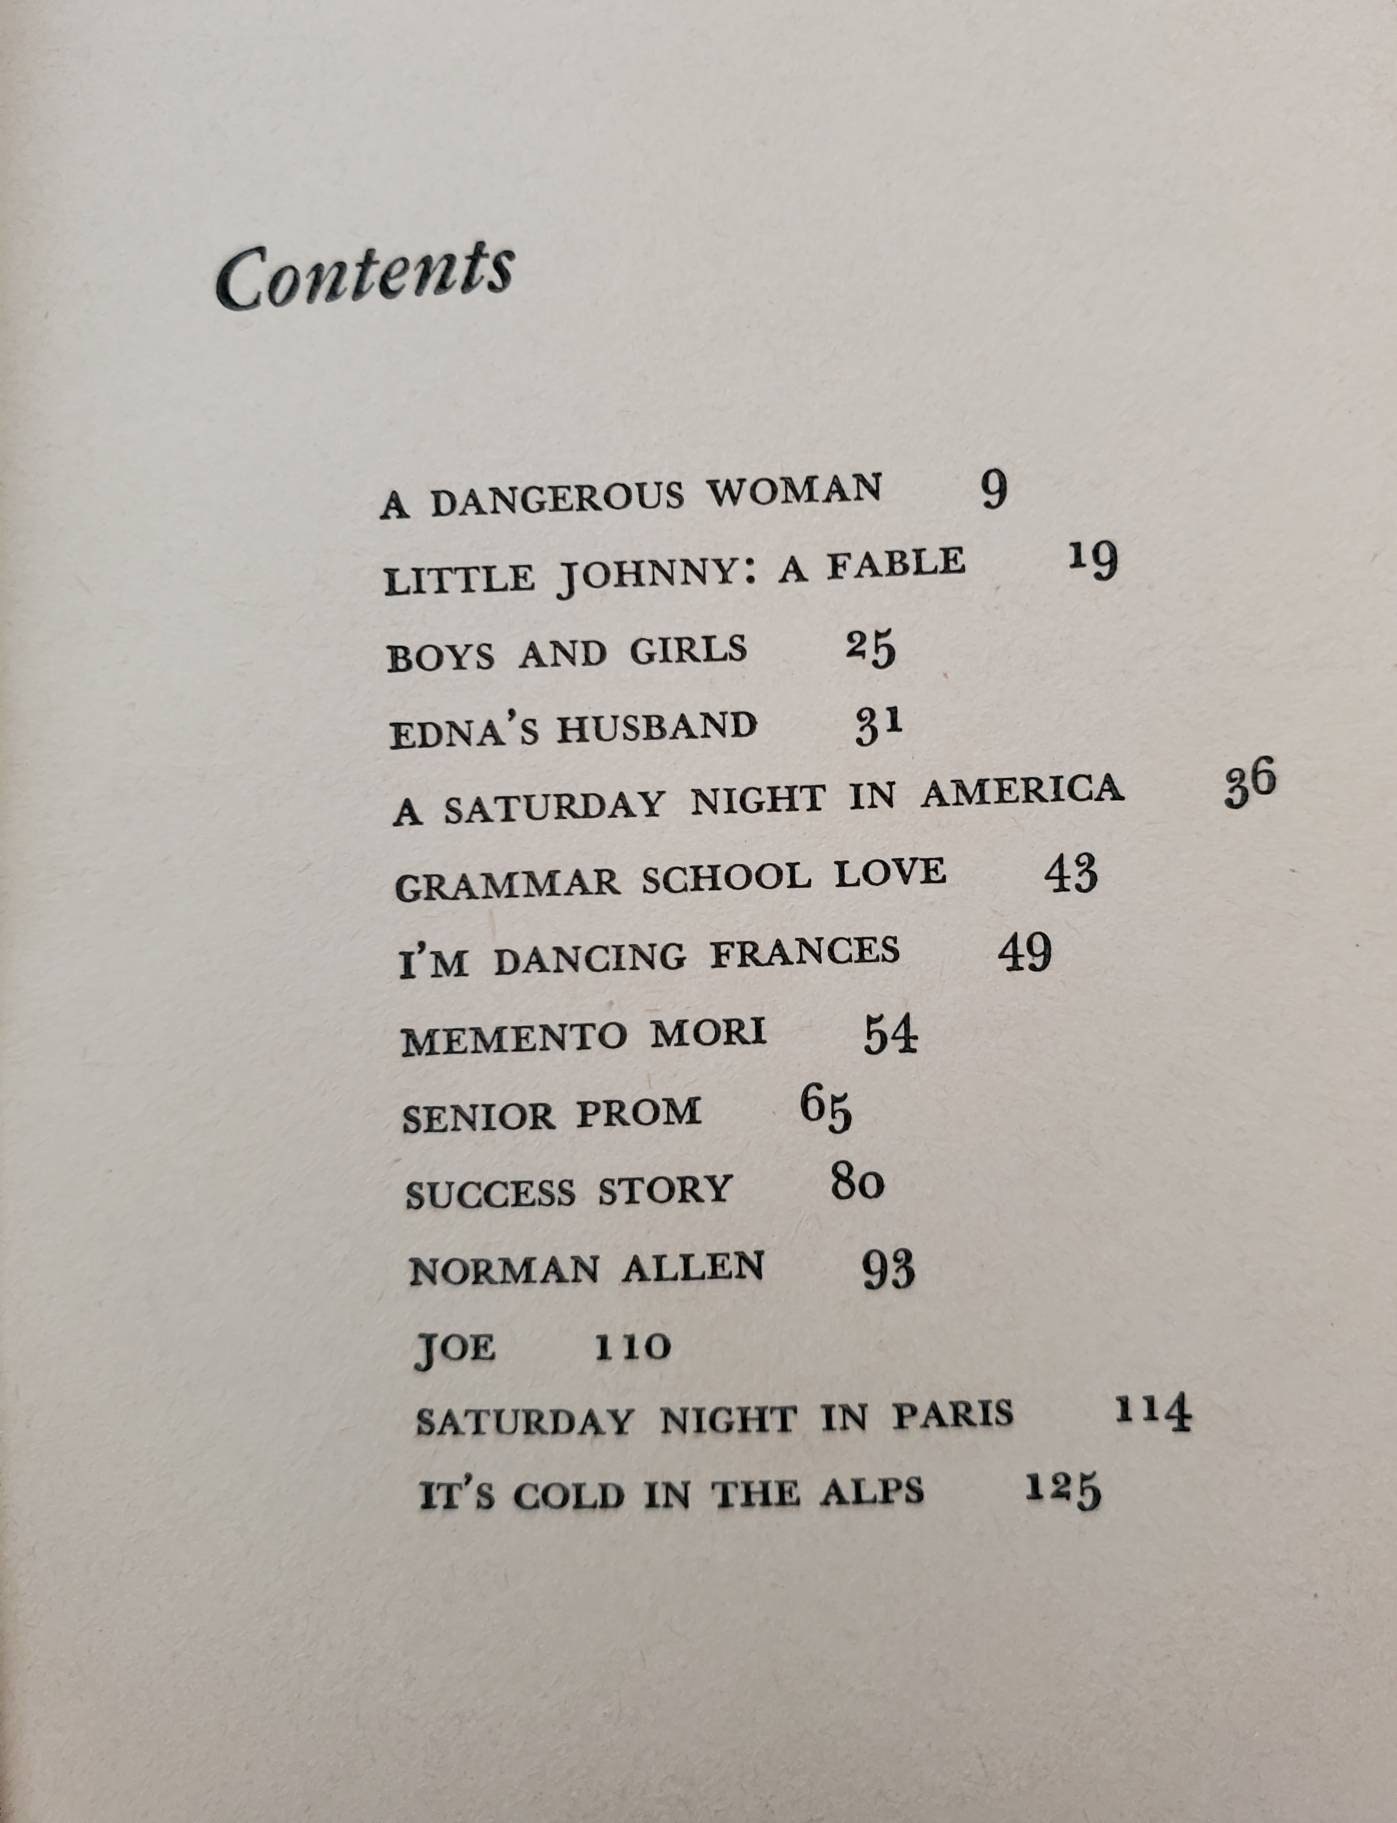 Contents
A DANGEROUS WOMAN 9
LITTLE JOHNNY: A FABLE 19
BOYS AND GIRLS 25
EDNA'S HUSBAND 31
A SATURDAY NIGHT IN AMERICA 36
GRAMMAR SCHOOL LOVE 43
I'M DANCING FRANCES 49
MEMENTO MORI 54
SENIOR PROM 65
SUCCESS STORY 80
NORMAN ALLEN 93
JOE 110
SATURDAY NIGHT IN PARIS 114
IT'S COLD IN THE ALPS 125